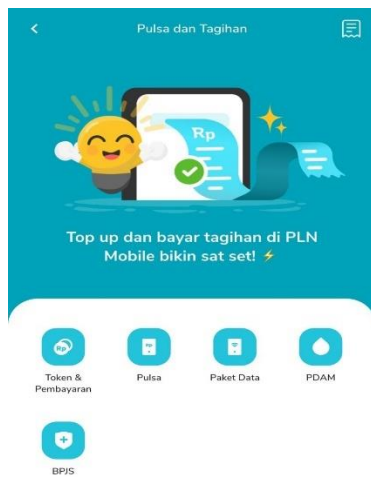 Pulsa dan Tagihan
Rp
Top up dan bayar tagihan di PLN
Mobile bikin sat set!
Rp
Token &
Pembayaran
Pulsa
Paket Data
PDAM
BPJS